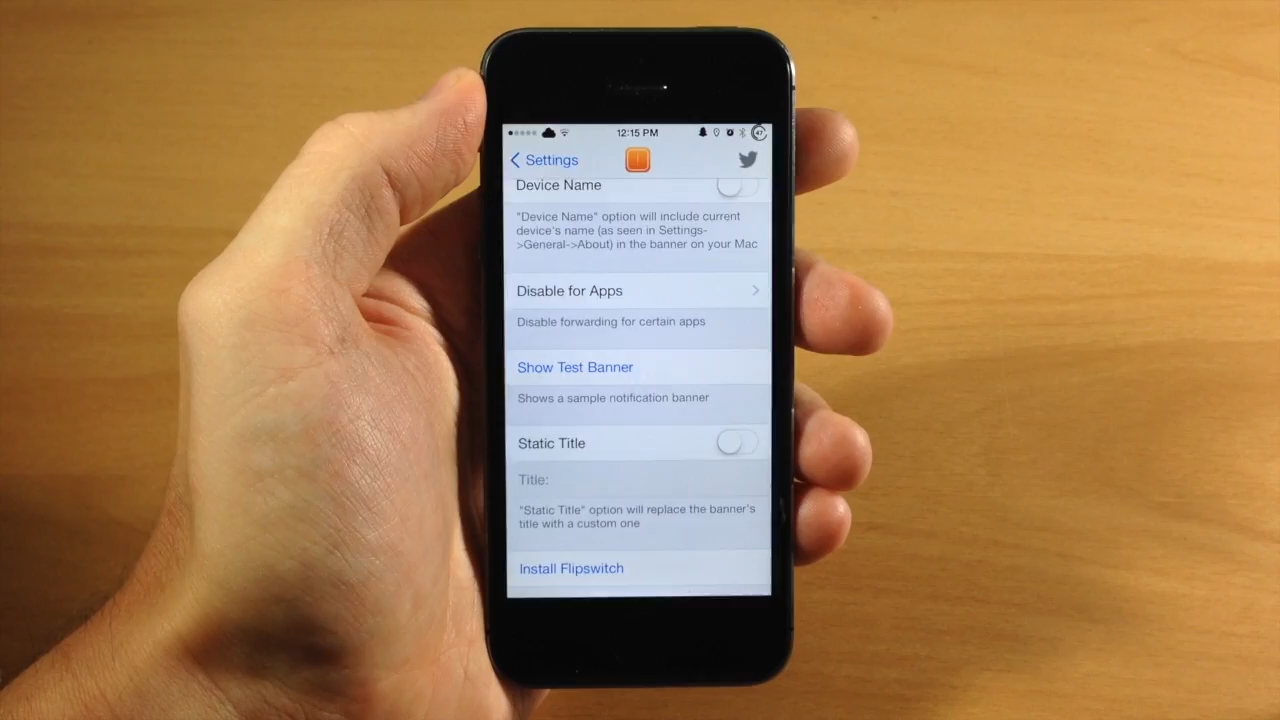 12:15 PM
47
Settings
Device Name
"Device Name" option will include current
device's name (as seen in Settings-
>General->About) in the banner on your Mac
Disable for Apps
Disable forwarding for certain apps
Show Test Banner
Shows a sample notification banner
Static Title
Title:
"Static Title" option will replace the banner's
title with a custom one
Install Flipswitch